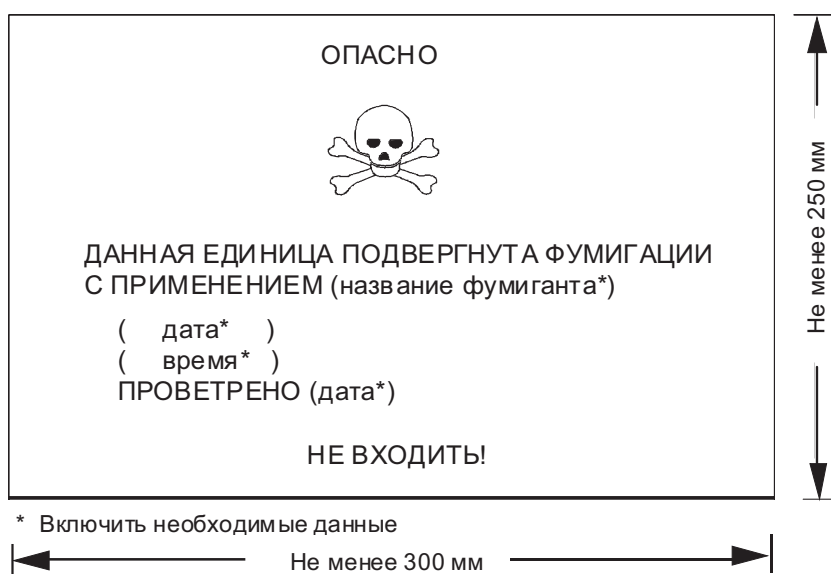 ОПАСНО
ДАННАЯ ЕДИНИЦА ПОДВЕРГНУТА ФУМИГАЦИИ
С ПРИМЕНЕНИЕМ (название фумиганта*)
( дата* )
( время* )
ПРОВЕТРЕНО (дата*)
НЕ ВХОДИТЬ!
Не менее 250 мм
* Включить необходимые данные
Не менее 300 мм